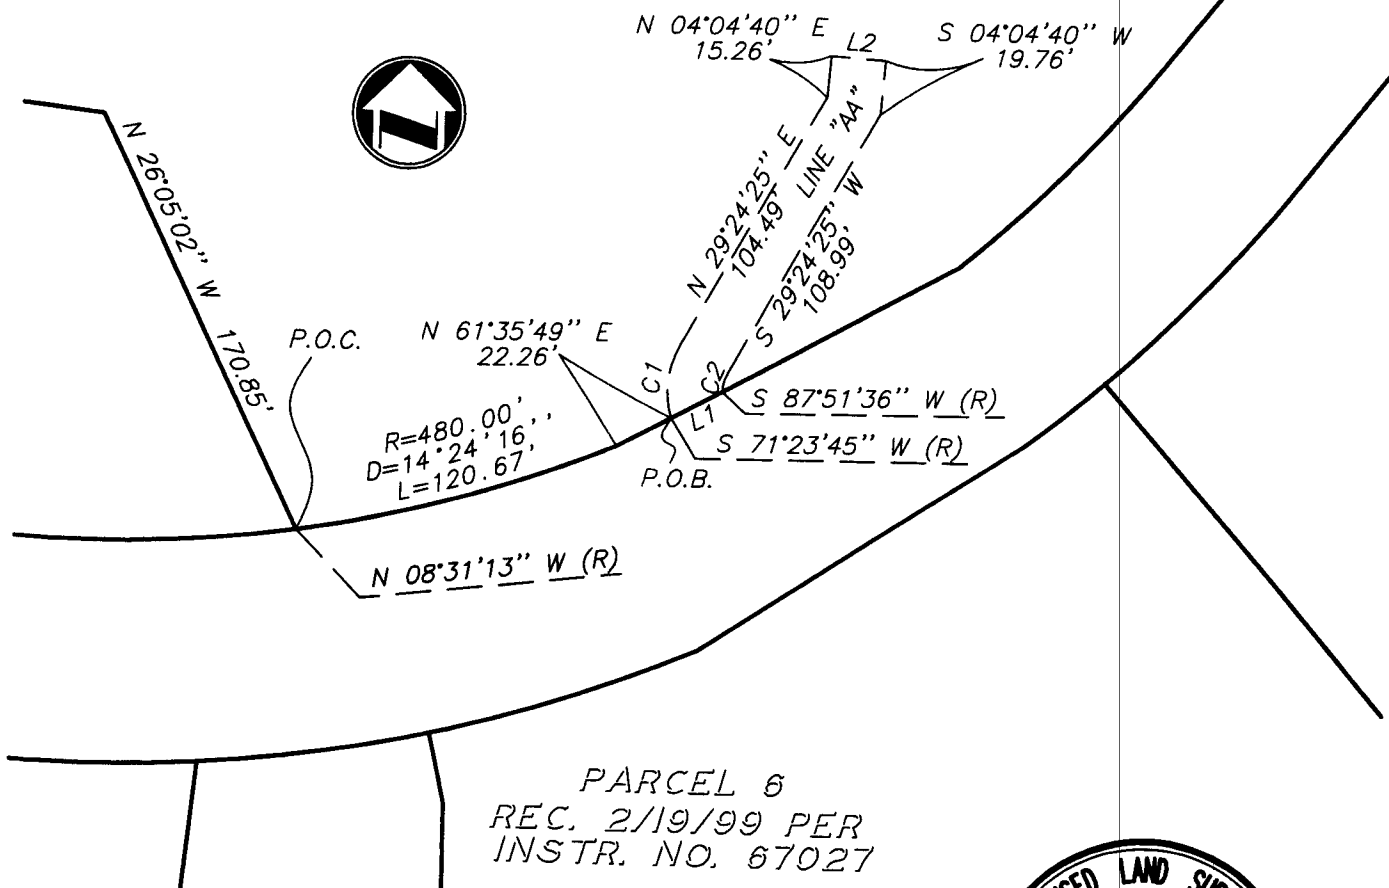 N 04°04'40" E
15.26'
L2
S 04°04'40" W
19.76'
N 26°05'02" W 170.85'
N 29°24'25" E
104.49'
LINE "AA"
S 29°24'25" W
108.99'
P.O.C.
N 61°35'49" E
22.26'
C1
C2
L1
S 87°51'36" W (R)
S 71°23'45" W (R)
P.O.B.
R=480.00'
D=14°24'16''
L=120.67'
N 08°31'13" W (R)
PARCEL 6
REC. 2/19/99 PER
INSTR. NO. 67027
LAND